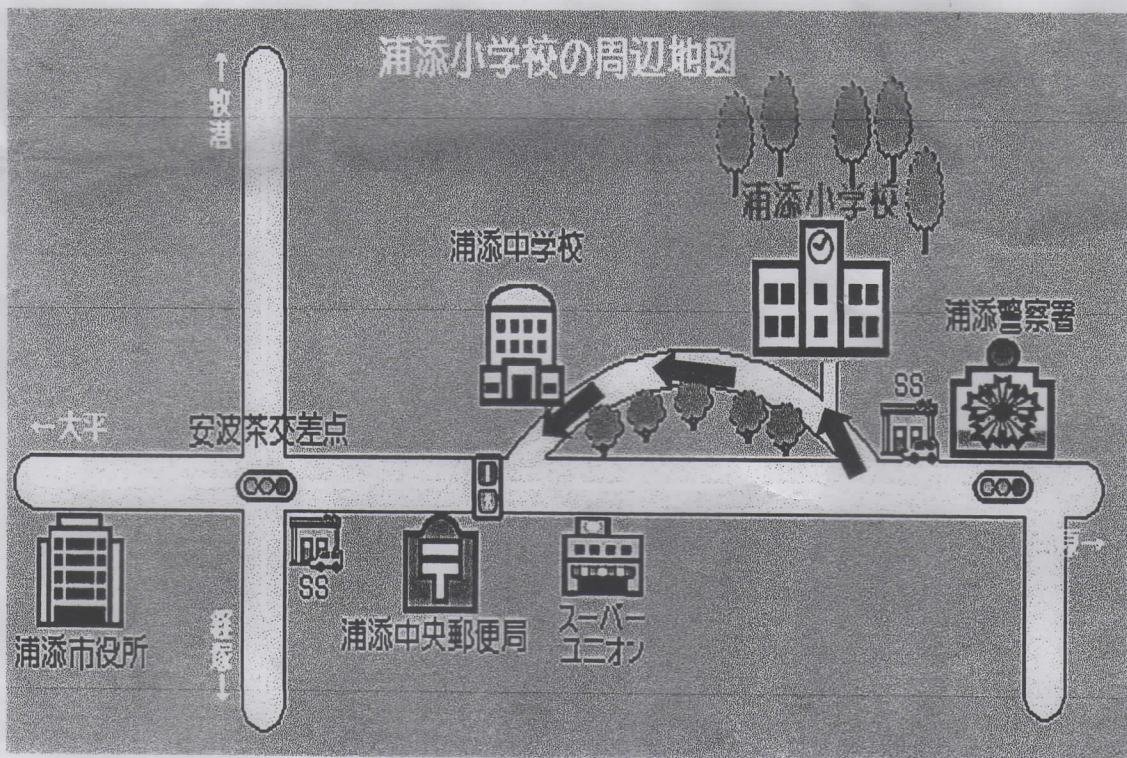 浦添小学校の周辺地図
↑牧港
浦添小学校
浦添中学校
浦添警察署
SS
←大平
安波茶交差点
SS
浦添市役所
経塚↓
浦添中央郵便局
スーパー
ユニオン